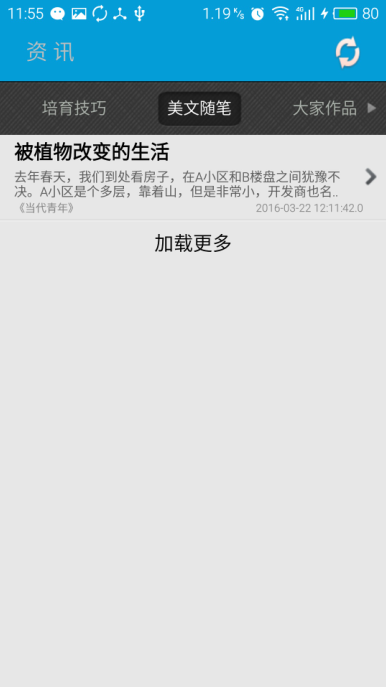 11:55 1.19 K/s 4G 80
资 讯
培育技巧 美文随笔 大家作品
被植物改变的生活
去年春天，我们到处看房子，在A小区和B楼盘之间犹豫不
决。A小区是个多层，靠着山，但是非常小，开发商也名..
《当代青年》 2016-03-22 12:11:42.0
加载更多